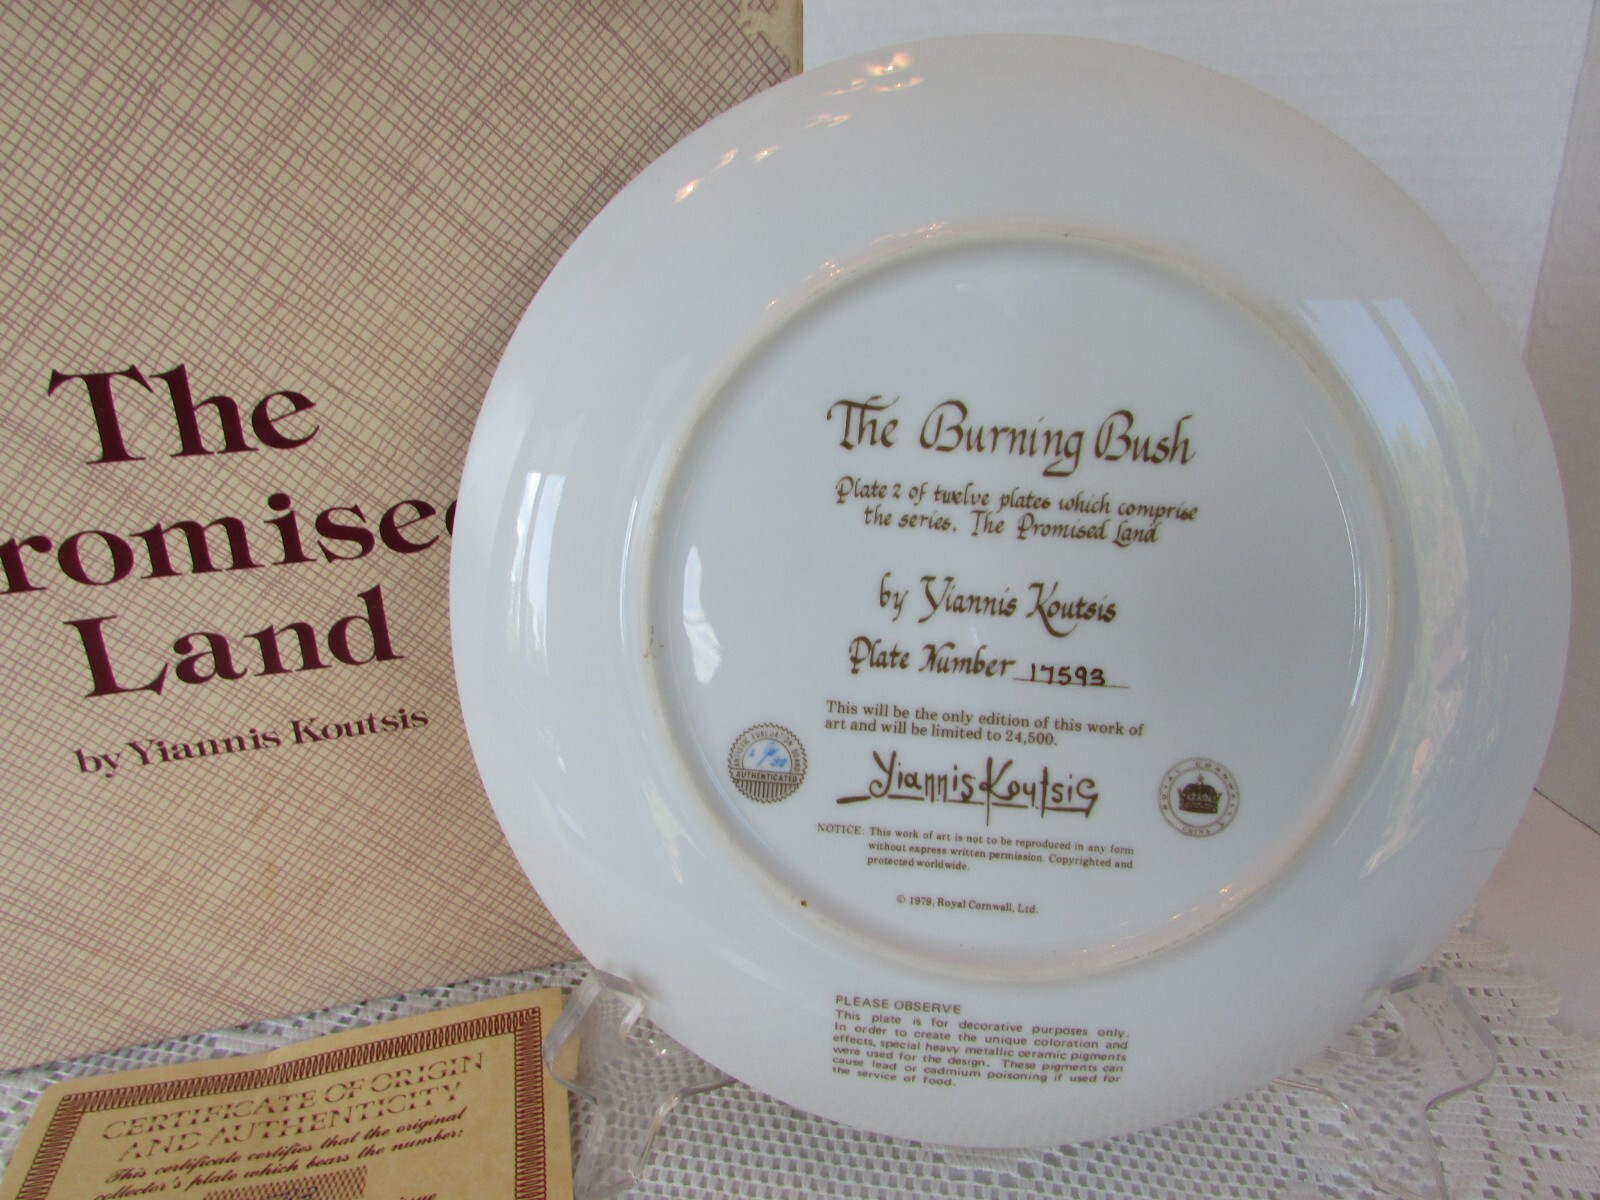 The
romised
Land
by Yiannis Koutsis
The Burning Bush
Plate 2 of twelve plates which comprise
the series, The Promised Land
by Yiannis Koutsis
Plate Number 17593
This will be the only edition of this work of
art and will be limited to 24,500.
EVALUATION BOARD
AUTHENTICATED
Yiannis Koutsis
ROYAL CORNWALL
CHINA
NOTICE: This work of art is not to be reproduced in any form
without express written permission. Copyrighted and
protected worldwide.
© 1979, Royal Cornwall, Ltd.
PLEASE OBSERVE
This plate is for decorative purposes only.
In order to create the unique coloration and
effects, special heavy metallic ceramic pigments
were used for the design. These pigments can
cause lead or cadmium poisoning if used for
the service of food.
CERTIFICATE OF ORIGIN
AND AUTHENTICITY
This certificate certifies that the original
collector's plate which bears the number: